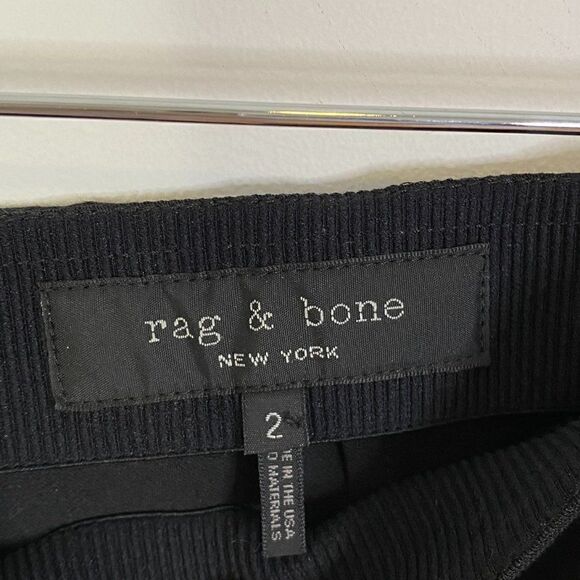 rag & bone
NEW YORK
2
IN THE USA
MATERIALS